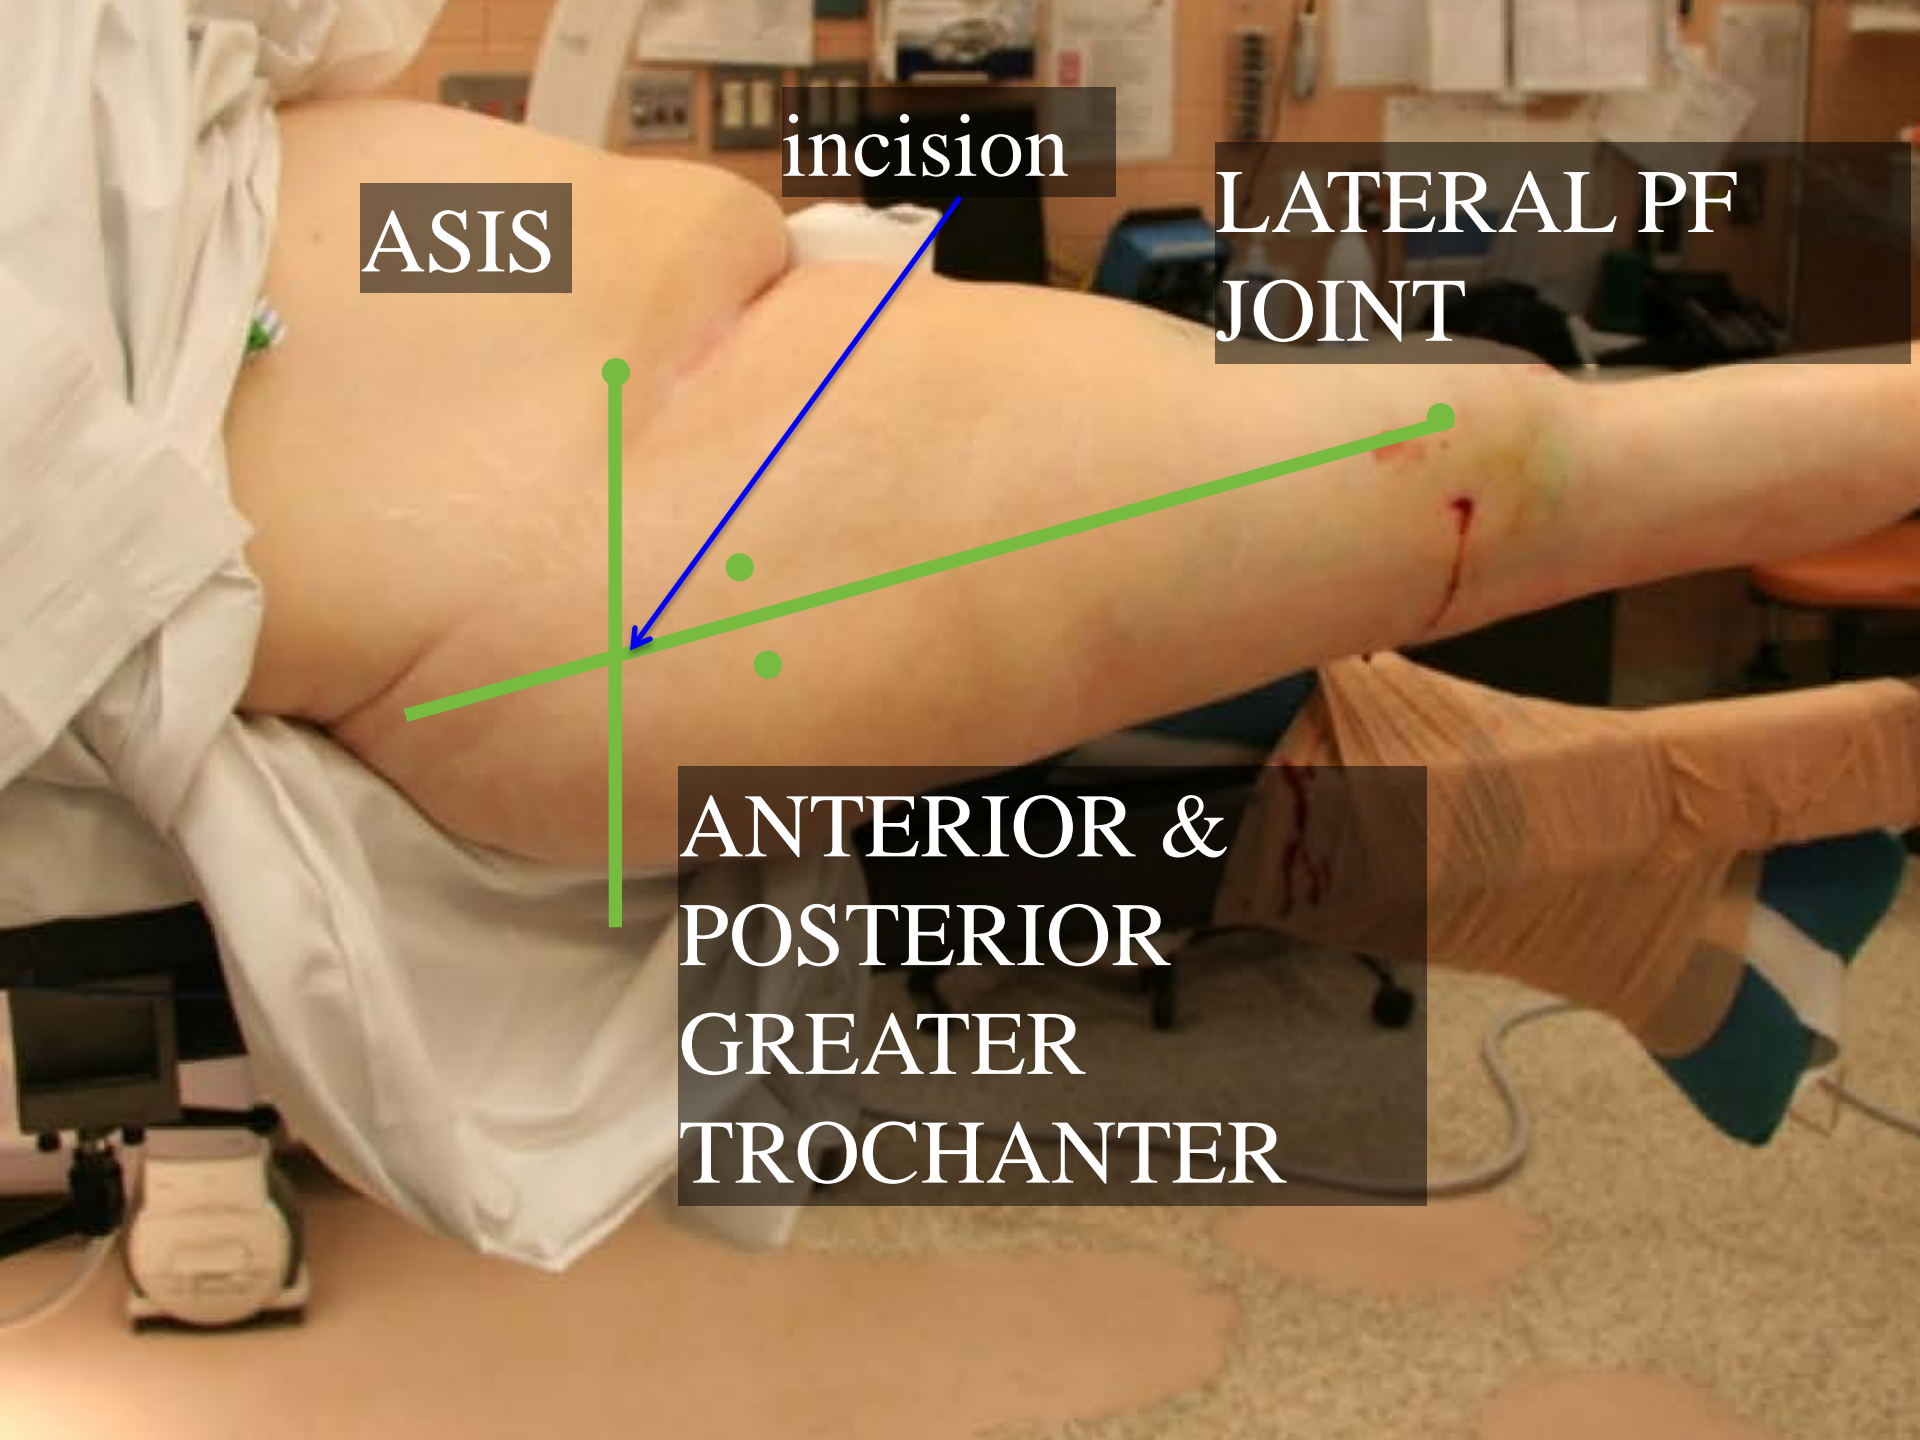 incision
ASIS
LATERAL PF
JOINT
ANTERIOR &
POSTERIOR
GREATER
TROCHANTER